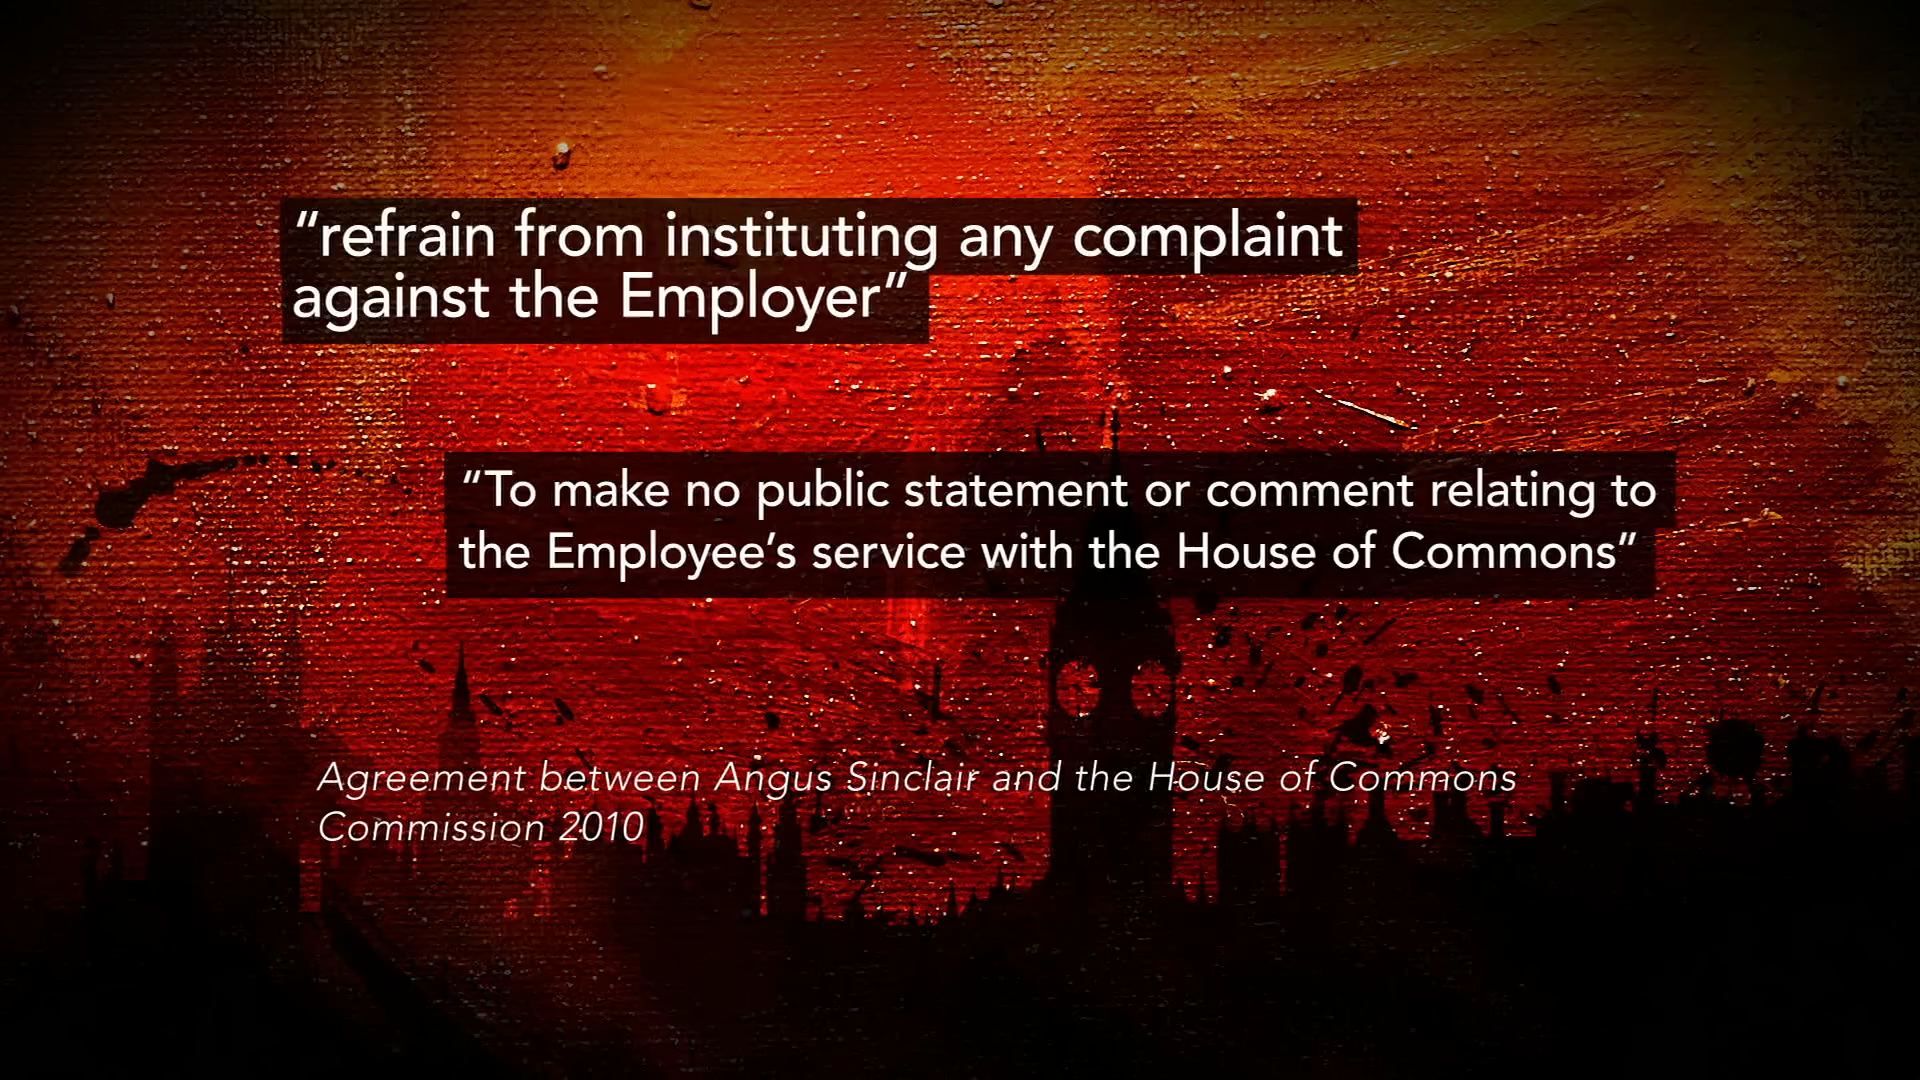 “refrain from instituting any complaint
against the Employer”
“To make no public statement or comment relating to
the Employee’s service with the House of Commons”
Agreement between Angus Sinclair and the House of Commons
Commission 2010